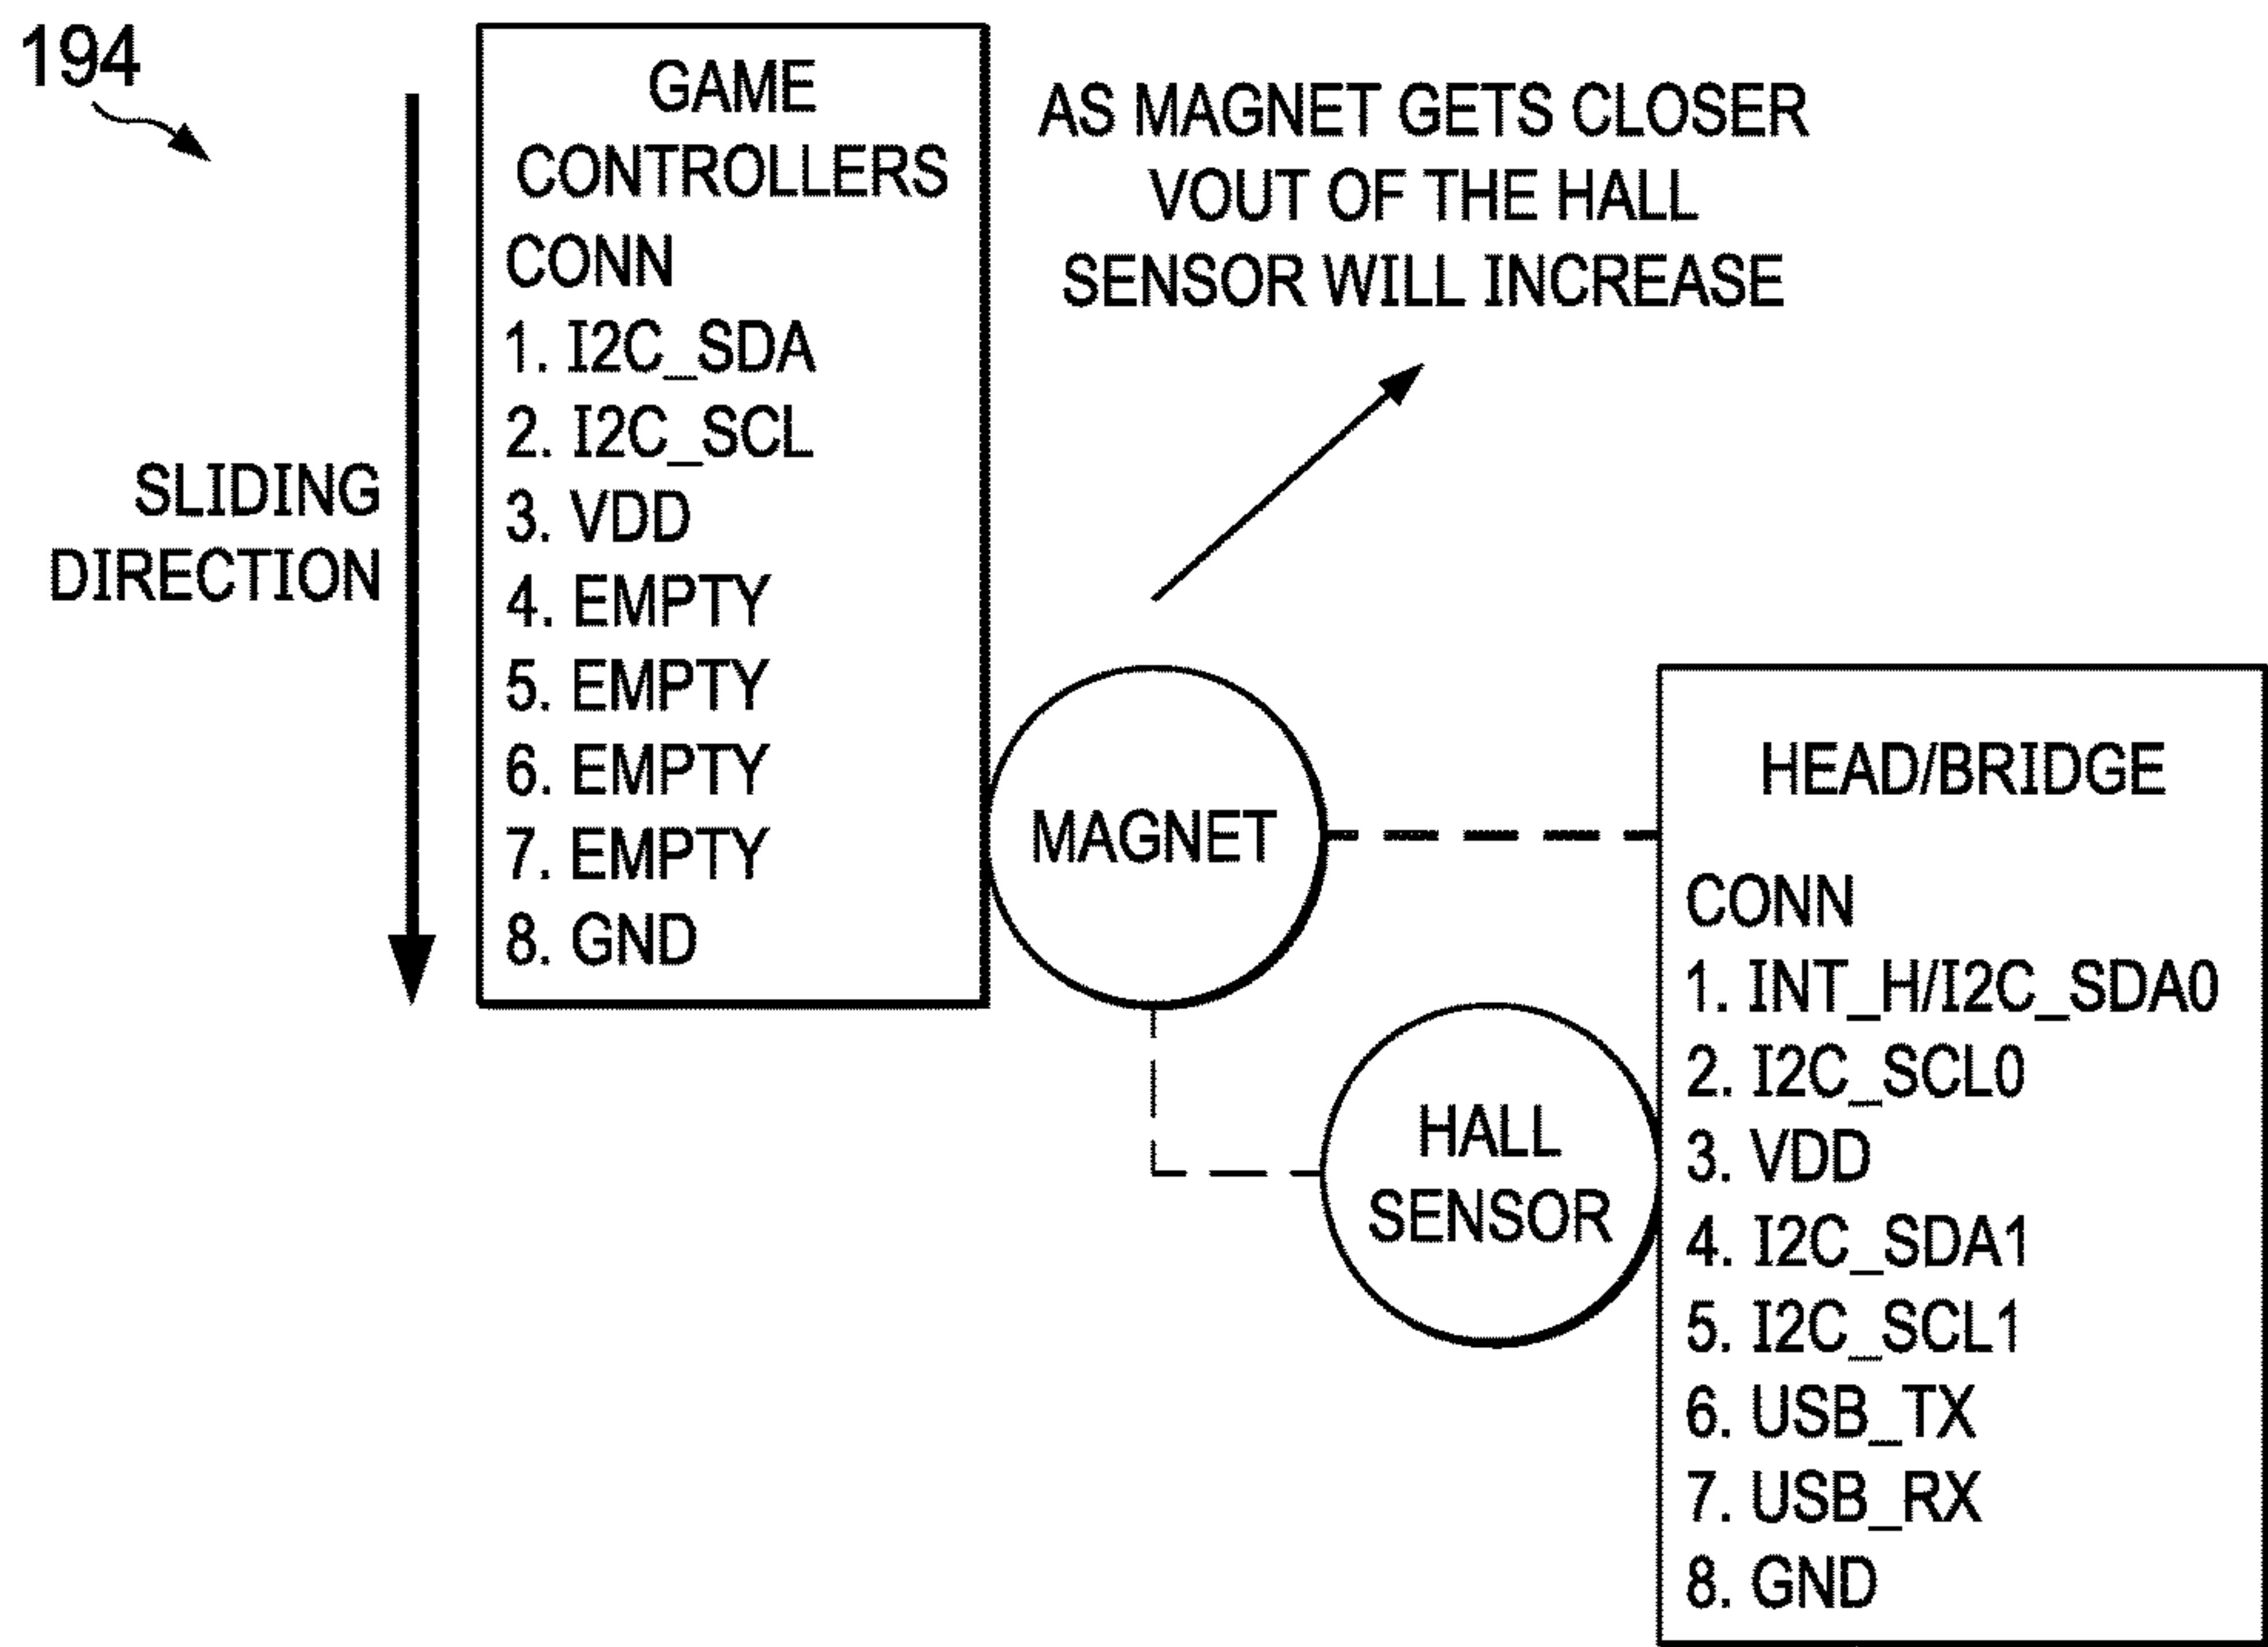 194
SLIDING
DIRECTION
GAME
CONTROLLERS
CONN
1. I2C_SDA
2. I2C_SCL
3. VDD
4. EMPTY
5. EMPTY
6. EMPTY
7. EMPTY
8. GND
AS MAGNET GETS CLOSER
VOUT OF THE HALL
SENSOR WILL INCREASE
MAGNET
HALL
SENSOR
HEAD/BRIDGE
CONN
1. INT_H/I2C_SDA0
2. I2C_SCL0
3. VDD
4. I2C_SDA1
5. I2C_SCL1
6. USB_TX
7. USB_RX
8. GND